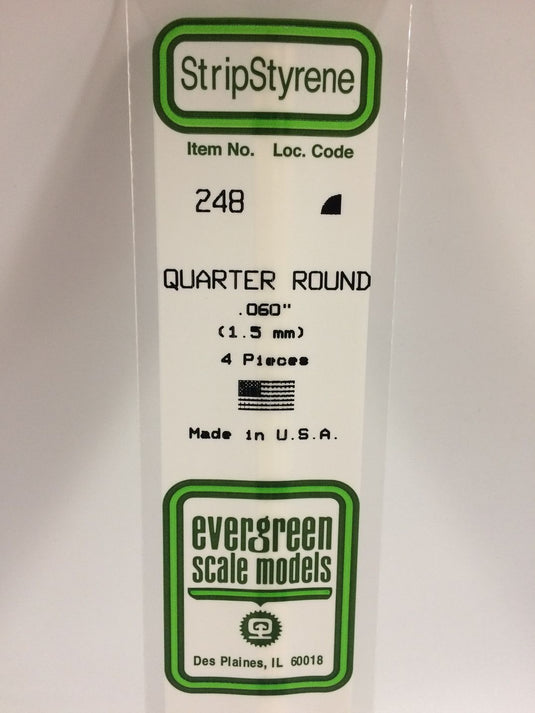 StripStyrene
Item No. Loc. Code
248
QUARTER ROUND
.060"
(1.5 mm)
4 Pieces
Made in U.S.A.
evergreen
scale models
Des Plaines, IL 60018